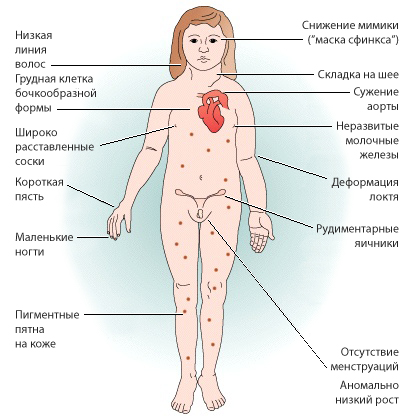 Низкая
линия
волос
Грудная клетка
бочкообразной
формы
Широко
расставленные
соски
Короткая
пясть
Маленькие
ногти
Пигментные
пятна
на коже
Снижение мимики
("маска сфинкса")
Складка на шее
Сужение
аорты
Неразвитые
молочные
железы
Деформация
локтя
Рудиментарные
яичники
Отсутствие
менструаций
Аномально
низкий рост